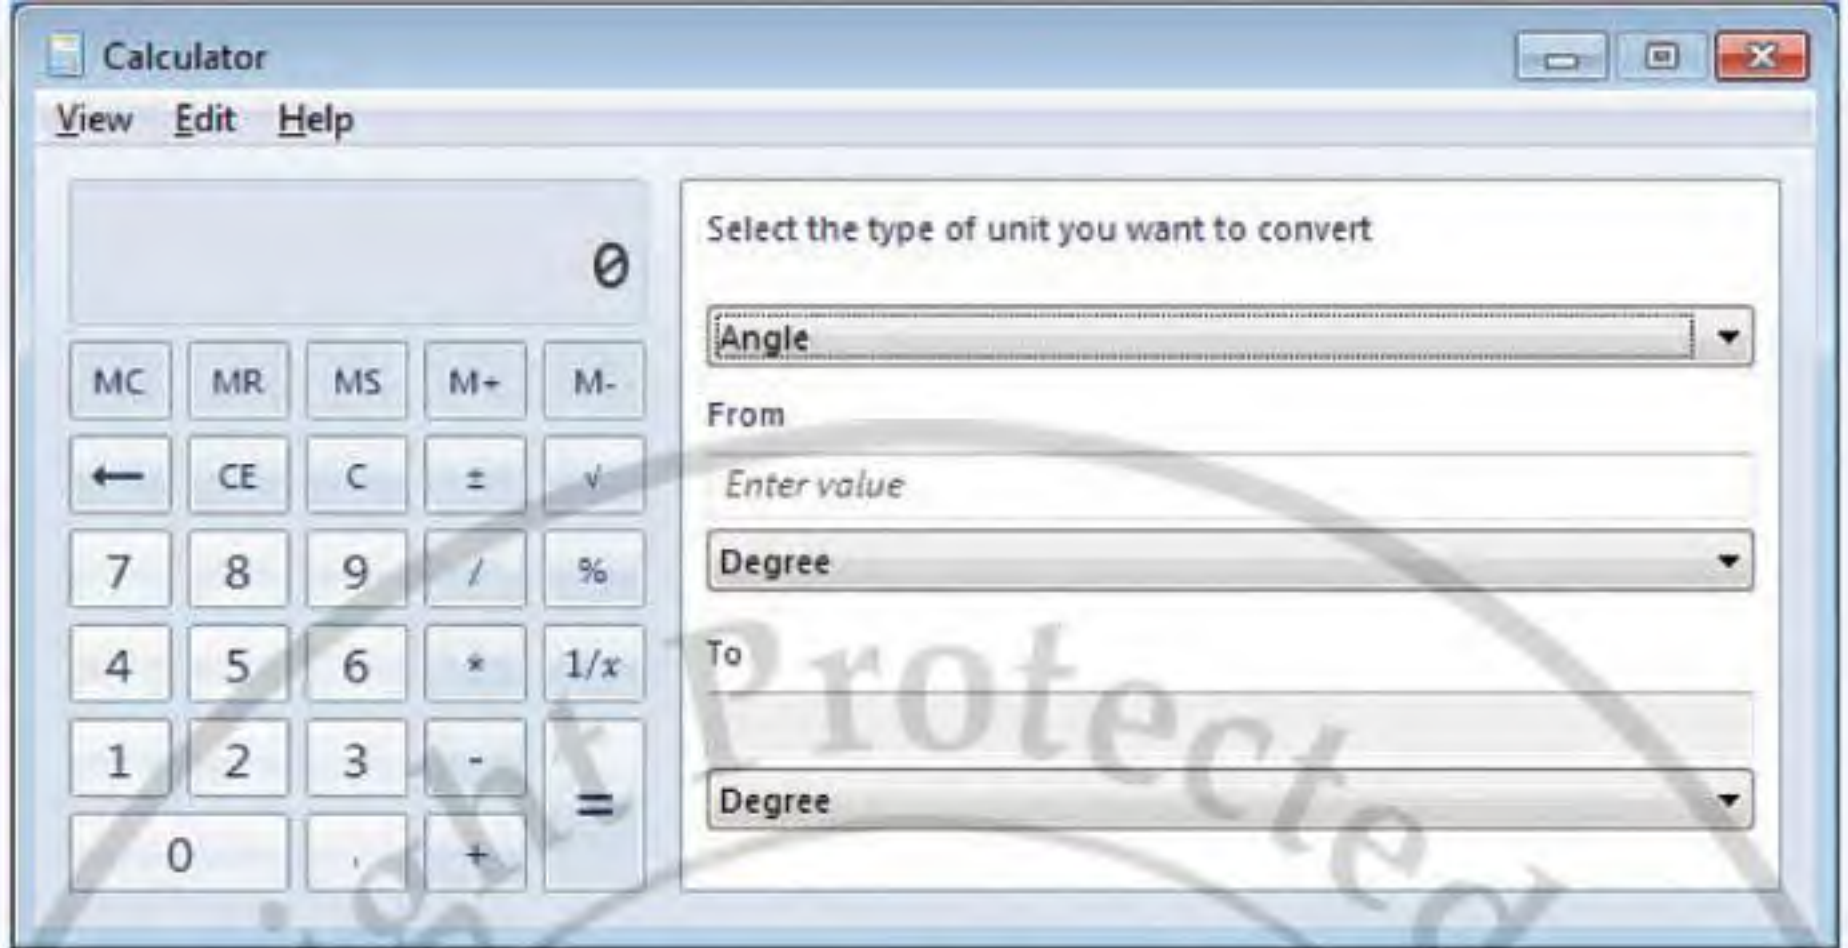 Calculator
View Edit Help
0
MC MR MS M+ M-
← CE C ± √
7 8 9 / %
4 5 6 * 1/x
1 2 3 - =
0 , +
Select the type of unit you want to convert
Angle
From
Enter value
Degree
To
Degree
ight Protected